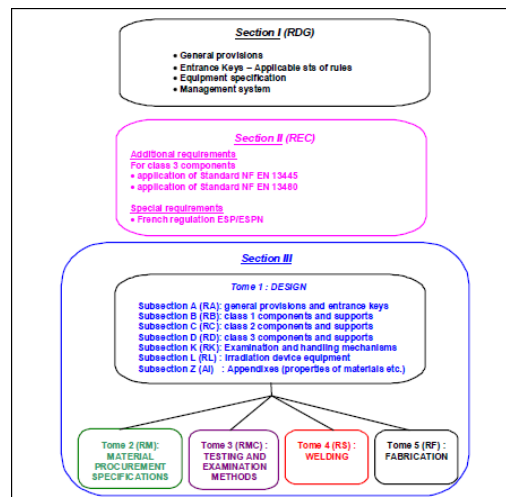 Section I (RDG)
• General provisions
• Entrance Keys – Applicable sts of rules
• Equipment specification
• Management system
Section II (REC)
Additional requirements
For class 3 components
• application of Standard NF EN 13445
• application of Standard NF EN 13480
Special requirements
• French regulation ESP/ESPN
Section III
Tome 1 : DESIGN
Subsection A (RA): general provisions and entrance keys
Subsection B (RB): class 1 components and supports
Subsection C (RC): class 2 components and supports
Subsection D (RD): class 3 components and supports
Subsection K (RK): Examination and handling mechanisms
Subsection L ( RL) : Irradiation device equipment
Subsection Z (AI) : Appendixes (properties of materials etc.)
Tome 2 (RM):
MATERIAL
PROCUREMENT
SPECIFICATIONS
Tome 3 (RMC) :
TESTING AND
EXAMINATION
METHODS
Tome 4 (RS) :
WELDING
Tome 5 (RF) :
FABRICATION